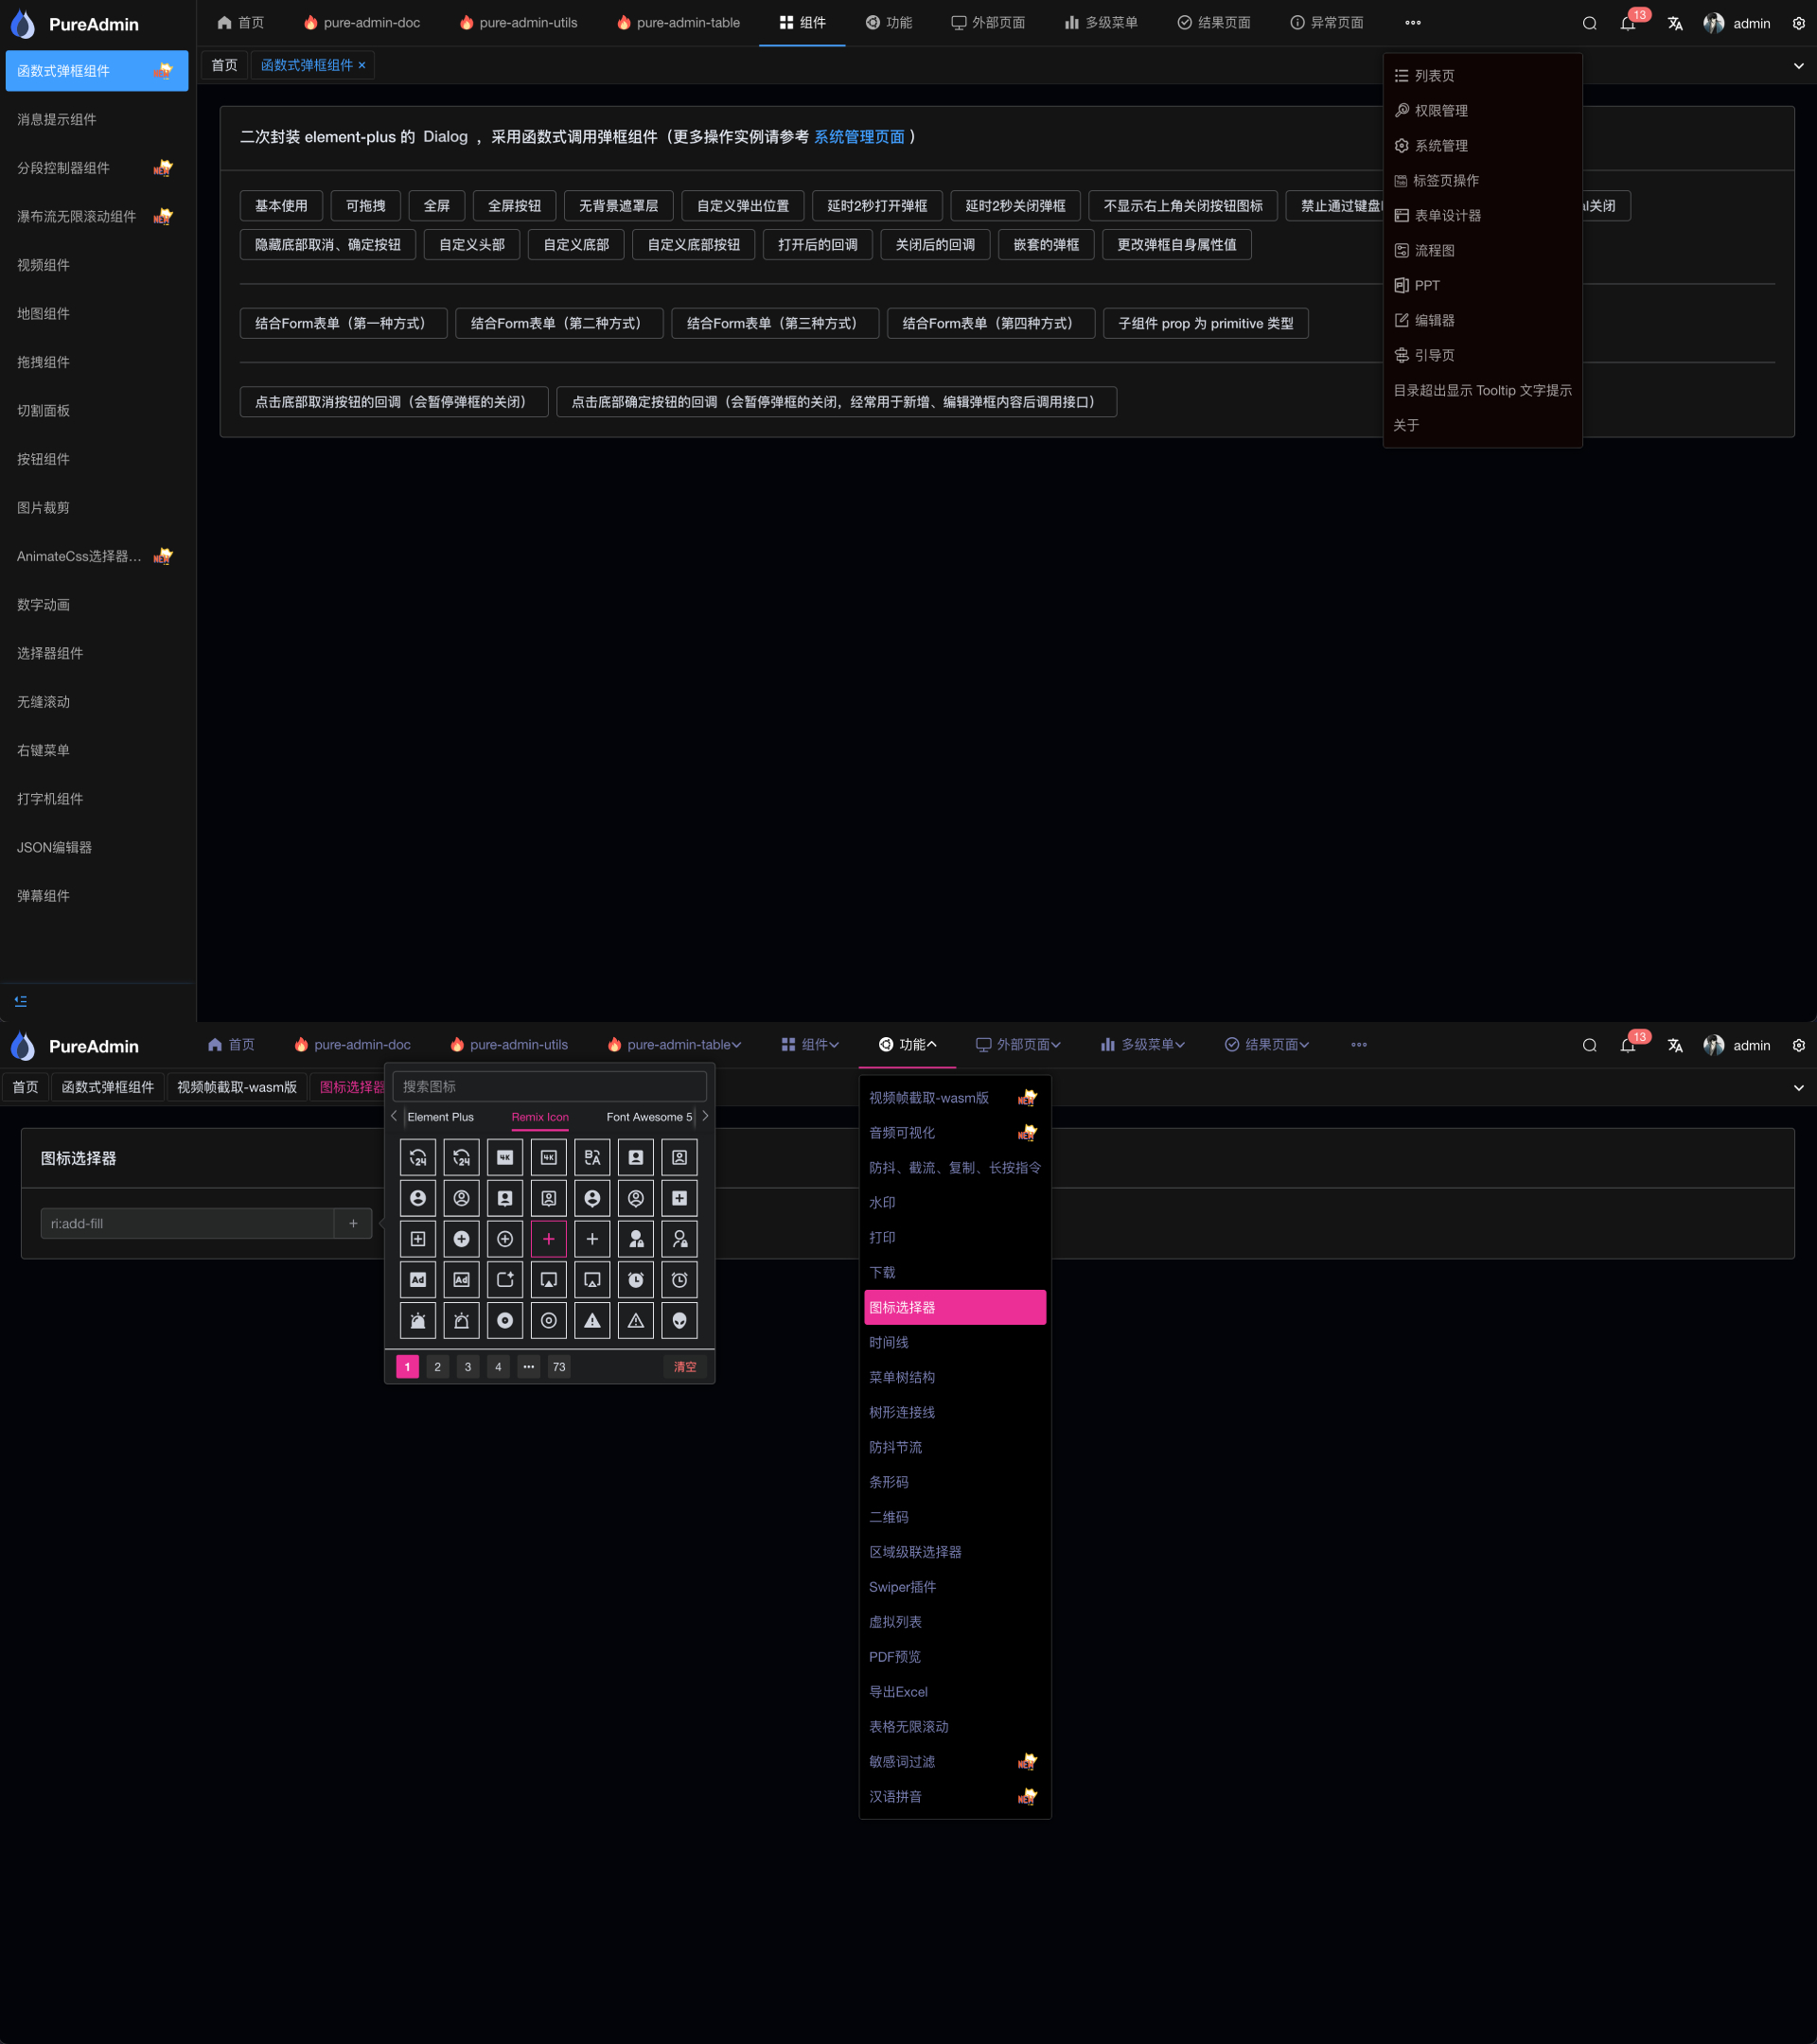 PureAdmin
首页 pure-admin-doc pure-admin-utils pure-admin-table 组件 功能 外部页面 多级菜单 结果页面 异常页面 13 admin
首页 函数式弹框组件
函数式弹框组件 NEW
消息提示组件
分段控制器组件 NEW
瀑布流无限滚动组件 NEW
视频组件
地图组件
拖拽组件
切割面板
按钮组件
图片裁剪
AnimateCss选择器... NEW
数字动画
选择器组件
无缝滚动
右键菜单
打字机组件
JSON编辑器
弹幕组件
二次封装 element-plus 的 Dialog ，采用函数式调用弹框组件（更多操作实例请参考 系统管理页面 ）
基本使用 可拖拽 全屏 全屏按钮 无背景遮罩层 自定义弹出位置 延时2秒打开弹框 延时2秒关闭弹框 不显示右上角关闭按钮图标 禁止通过键盘 关闭
隐藏底部取消、确定按钮 自定义头部 自定义底部 自定义底部按钮 打开后的回调 关闭后的回调 嵌套的弹框 更改弹框自身属性值
结合Form表单（第一种方式） 结合Form表单（第二种方式） 结合Form表单（第三种方式） 结合Form表单（第四种方式） 子组件 prop 为 primitive 类型
点击底部取消按钮的回调（会暂停弹框的关闭） 点击底部确定按钮的回调（会暂停弹框的关闭，经常用于新增、编辑弹框内容后调用接口）
列表页
权限管理
系统管理
标签页操作
表单设计器
流程图
PPT
编辑器
引导页
目录超出显示 Tooltip 文字提示
关于
PureAdmin
首页 pure-admin-doc pure-admin-utils pure-admin-table 组件 功能 外部页面 多级菜单 结果页面 13 admin
首页 函数式弹框组件 视频帧截取-wasm版 图标选择器
图标选择器
ri:add-fill
搜索图标
Element Plus Remix Icon Font Awesome 5
24 24 4K 4K B A
Ad Ad
1 2 3 4 ••• 73 清空
视频帧截取-wasm版 NEW
音频可视化 NEW
防抖、截流、复制、长按指令
水印
打印
下载
图标选择器
时间线
菜单树结构
树形连接线
防抖节流
条形码
二维码
区域级联选择器
Swiper插件
虚拟列表
PDF预览
导出Excel
表格无限滚动
敏感词过滤 NEW
汉语拼音 NEW